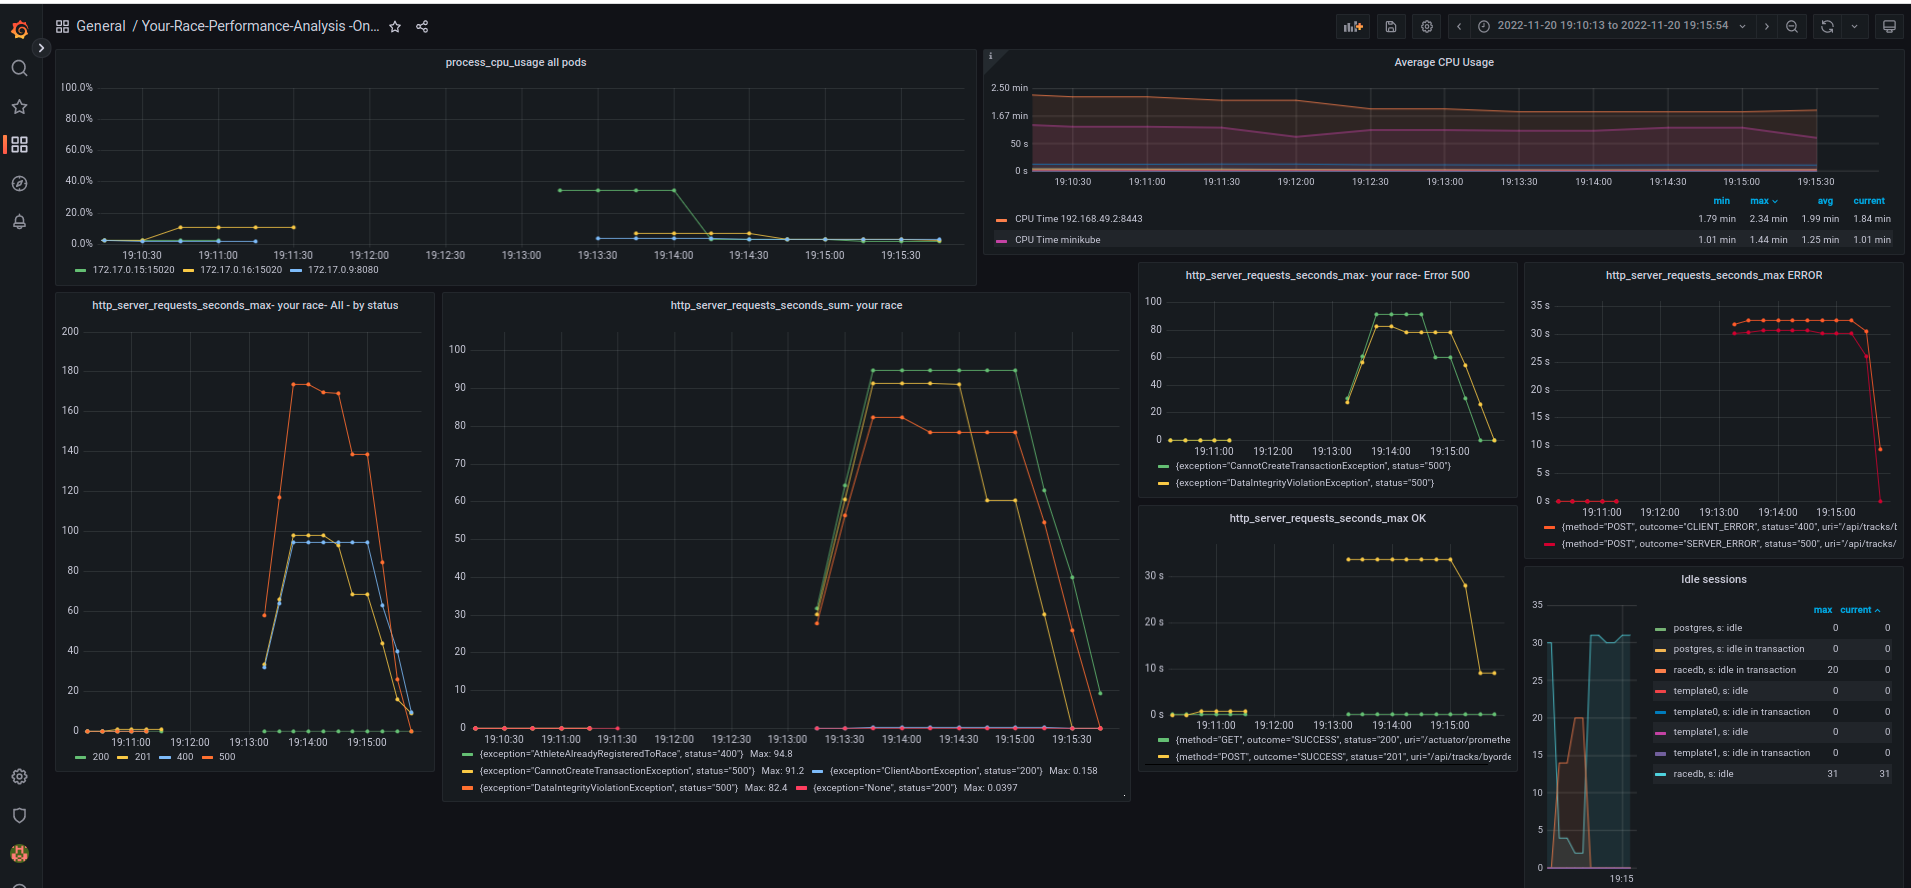 General / Your-Race-Performance-Analysis -On...
2022-11-20 19:10:13 to 2022-11-20 19:15:54
process_cpu_usage all pods
100.0%
80.0%
60.0%
40.0%
20.0%
0.0%
19:10:30 19:11:00 19:11:30 19:12:00 19:12:30 19:13:00 19:13:30 19:14:00 19:14:30 19:15:00 19:15:30
172.17.0.15:15020 172.17.0.16:15020 172.17.0.9:8080
i
Average CPU Usage
2.50 min
1.67 min
50 s
0 s
19:10:30 19:11:00 19:11:30 19:12:00 19:12:30 19:13:00 19:13:30 19:14:00 19:14:30 19:15:00 19:15:30
min max avg current
CPU Time 192.168.49.2:8443 1.79 min 2.34 min 1.99 min 1.84 min
CPU Time minikube 1.01 min 1.44 min 1.25 min 1.01 min
http_server_requests_seconds_max- your race- All - by status
200
180
160
140
120
100
80
60
40
20
0
19:11:00 19:12:00 19:13:00 19:14:00 19:15:00
200 201 400 500
http_server_requests_seconds_sum- your race
100
90
80
70
60
50
40
30
20
10
0
19:10:30 19:11:00 19:11:30 19:12:00 19:12:30 19:13:00 19:13:30 19:14:00 19:14:30 19:15:00 19:15:30
{exception="AthleteAlreadyRegisteredToRace", status="400"} Max: 94.8
{exception="CannotCreateTransactionException", status="500"} Max: 91.2 {exception="ClientAbortException", status="200"} Max: 0.158
{exception="DataIntegrityViolationException", status="500"} Max: 82.4 {exception="None", status="200"} Max: 0.0397
http_server_requests_seconds_max- your race- Error 500
100
80
60
40
20
0
19:11:00 19:12:00 19:13:00 19:14:00 19:15:00
{exception="CannotCreateTransactionException", status="500"}
{exception="DataIntegrityViolationException", status="500"}
http_server_requests_seconds_max OK
30 s
20 s
10 s
0 s
19:11:00 19:12:00 19:13:00 19:14:00 19:15:00
{method="GET", outcome="SUCCESS", status="200", uri="/actuator/promethe
{method="POST", outcome="SUCCESS", status="201", uri="/api/tracks/byorde
http_server_requests_seconds_max ERROR
35 s
30 s
25 s
20 s
15 s
10 s
5 s
0 s
19:11:00 19:12:00 19:13:00 19:14:00 19:15:00
{method="POST", outcome="CLIENT_ERROR", status="400", uri="/api/tracks/b
{method="POST", outcome="SERVER_ERROR", status="500", uri="/api/tracks/
Idle sessions
35
30
25
20
15
10
5
0
19:15
max current
postgres, s: idle 0 0
postgres, s: idle in transaction 0 0
racedb, s: idle in transaction 20 0
template0, s: idle 0 0
template0, s: idle in transaction 0 0
template1, s: idle 0 0
template1, s: idle in transaction 0 0
racedb, s: idle 31 31